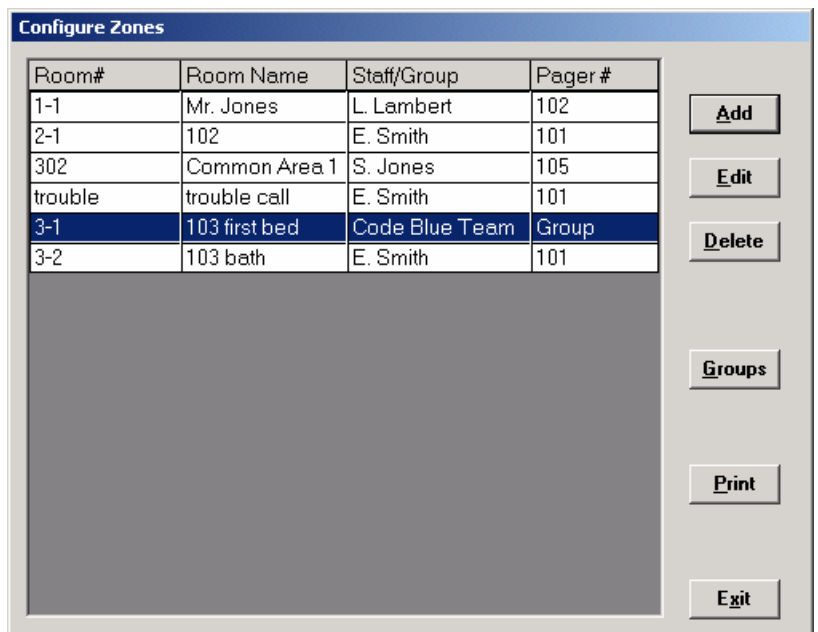 Configure Zones
Room# Room Name Staff/Group Pager #
1-1 Mr. Jones L. Lambert 102
2-1 102 E. Smith 101
302 Common Area 1 S. Jones 105
trouble trouble call E. Smith 101
3-1 103 first bed Code Blue Team Group
3-2 103 bath E. Smith 101
Add
Edit
Delete
Groups
Print
Exit